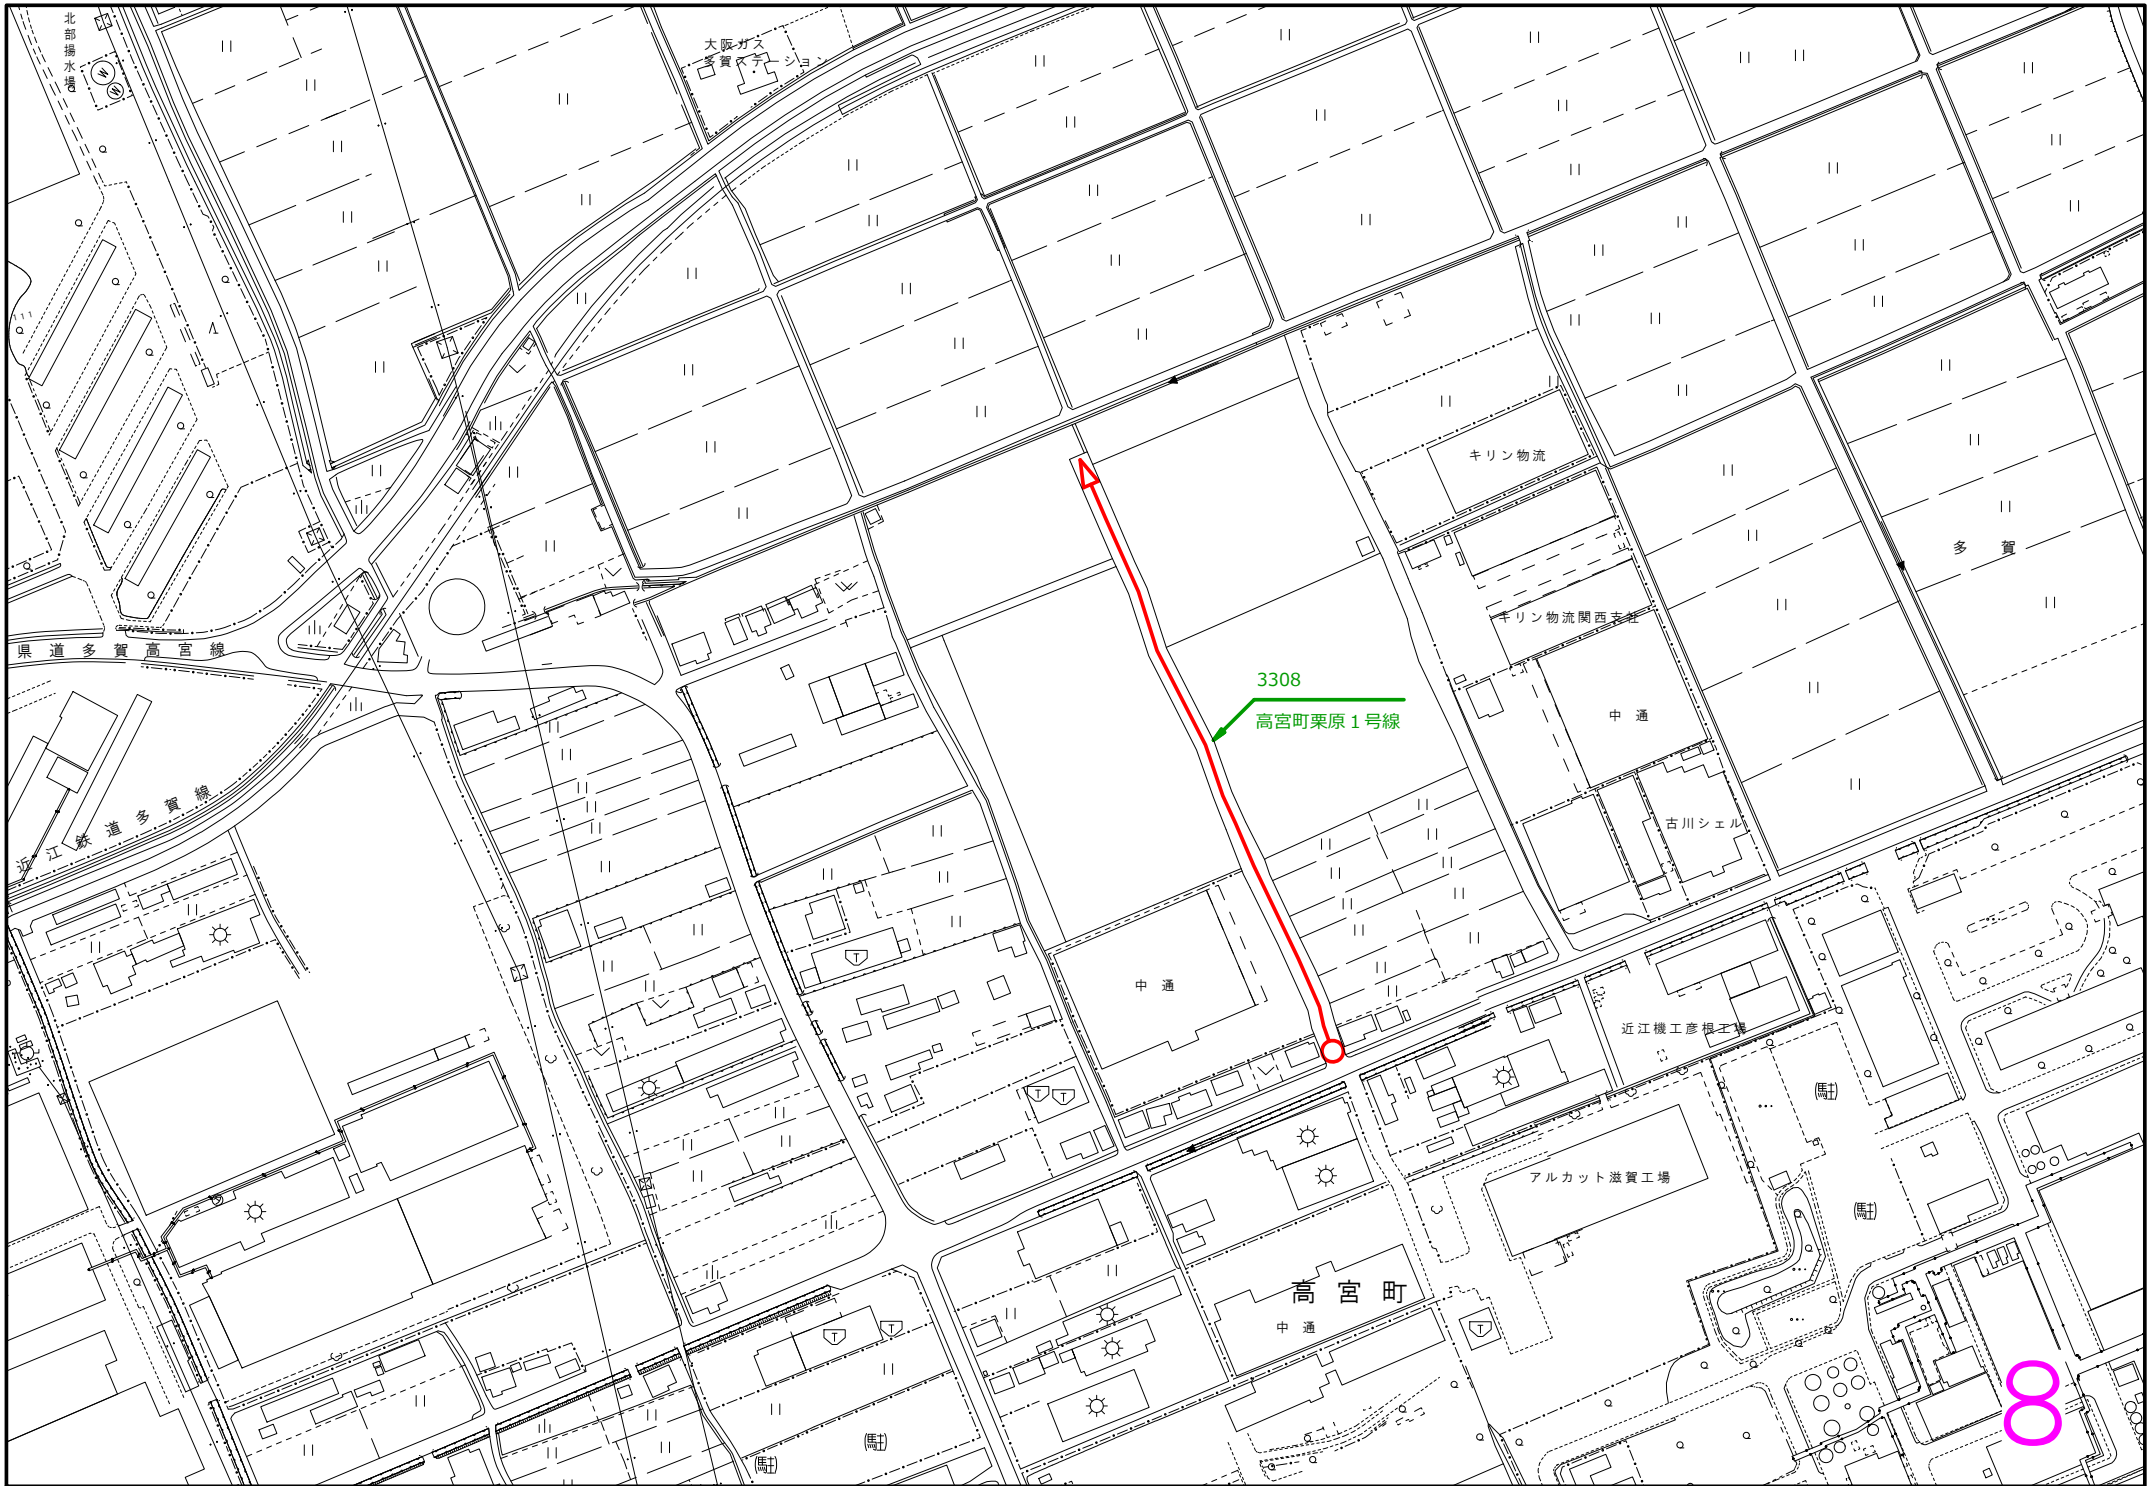 北部揚水場
大阪ガス
多賀ステーション
W
W
キリン物流
多賀
キリン物流関西支社
県道多賀高宮線
3308
高宮町栗原1号線
中通
近江鉄道多賀線
古川シェル
T
中通
近江機工彦根工場
T
T
(駐)
アルカット滋賀工場
(駐)
高宮町
中通
T
T
T
8
(駐)
(駐)